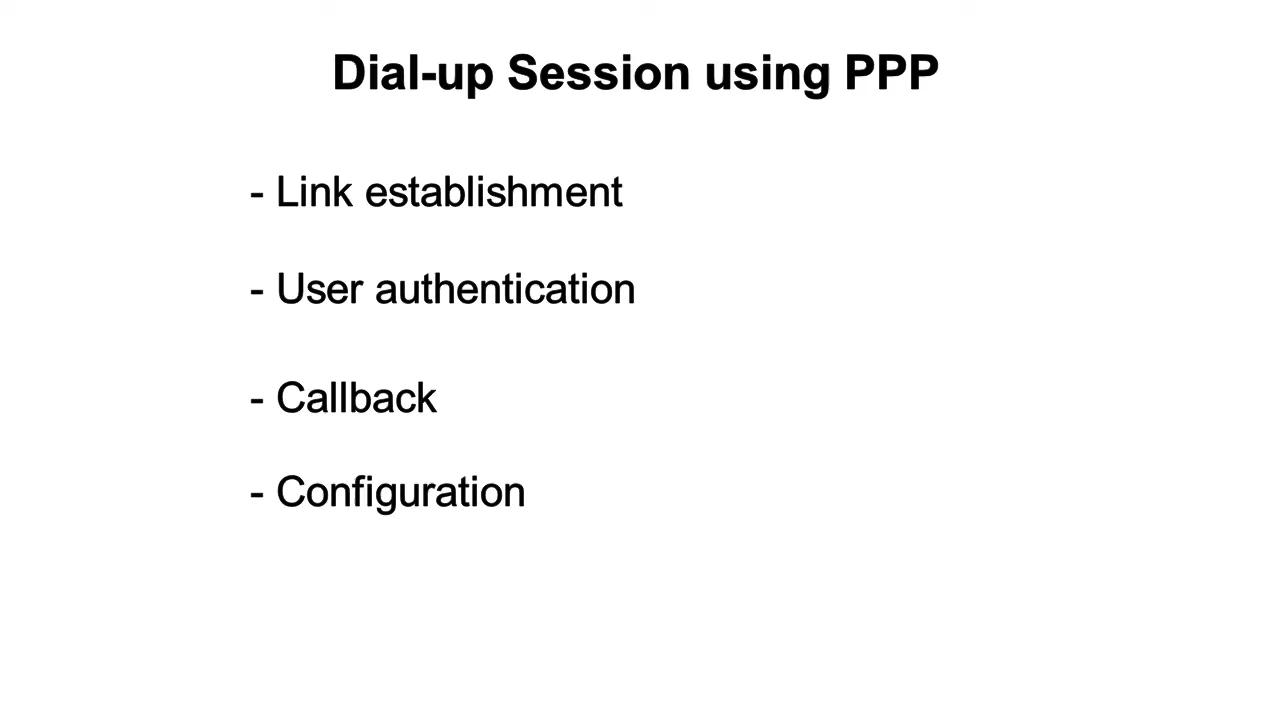 Dial-up Session using PPP
- Link establishment
- User authentication
- Callback
- Configuration